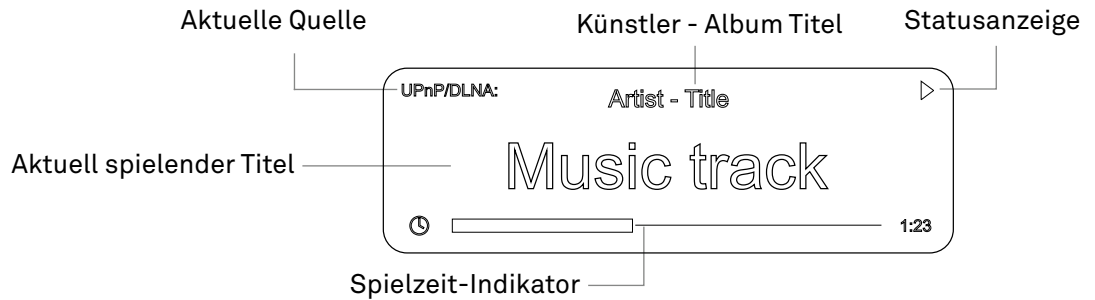 Aktuelle Quelle
Künstler - Album Titel
Statusanzeige
UPnP/DLNA:
Artist - Title
Aktuell spielender Titel
Music track
1:23
Spielzeit-Indikator